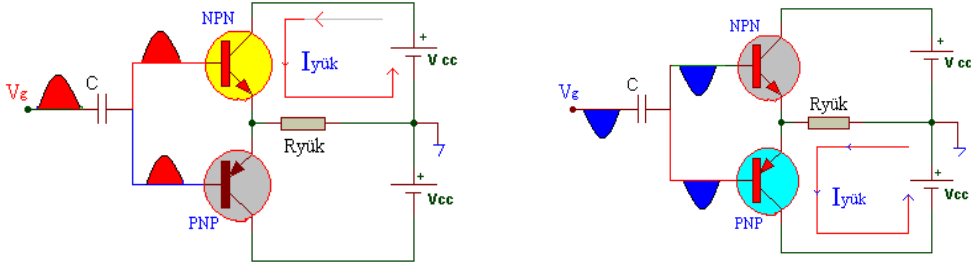 NPN
+
V cc
Iyük
Vg
C
Ryük
+
Vcc
PNP
NPN
+
V cc
Vg
C
Ryük
+
Vcc
Iyük
PNP